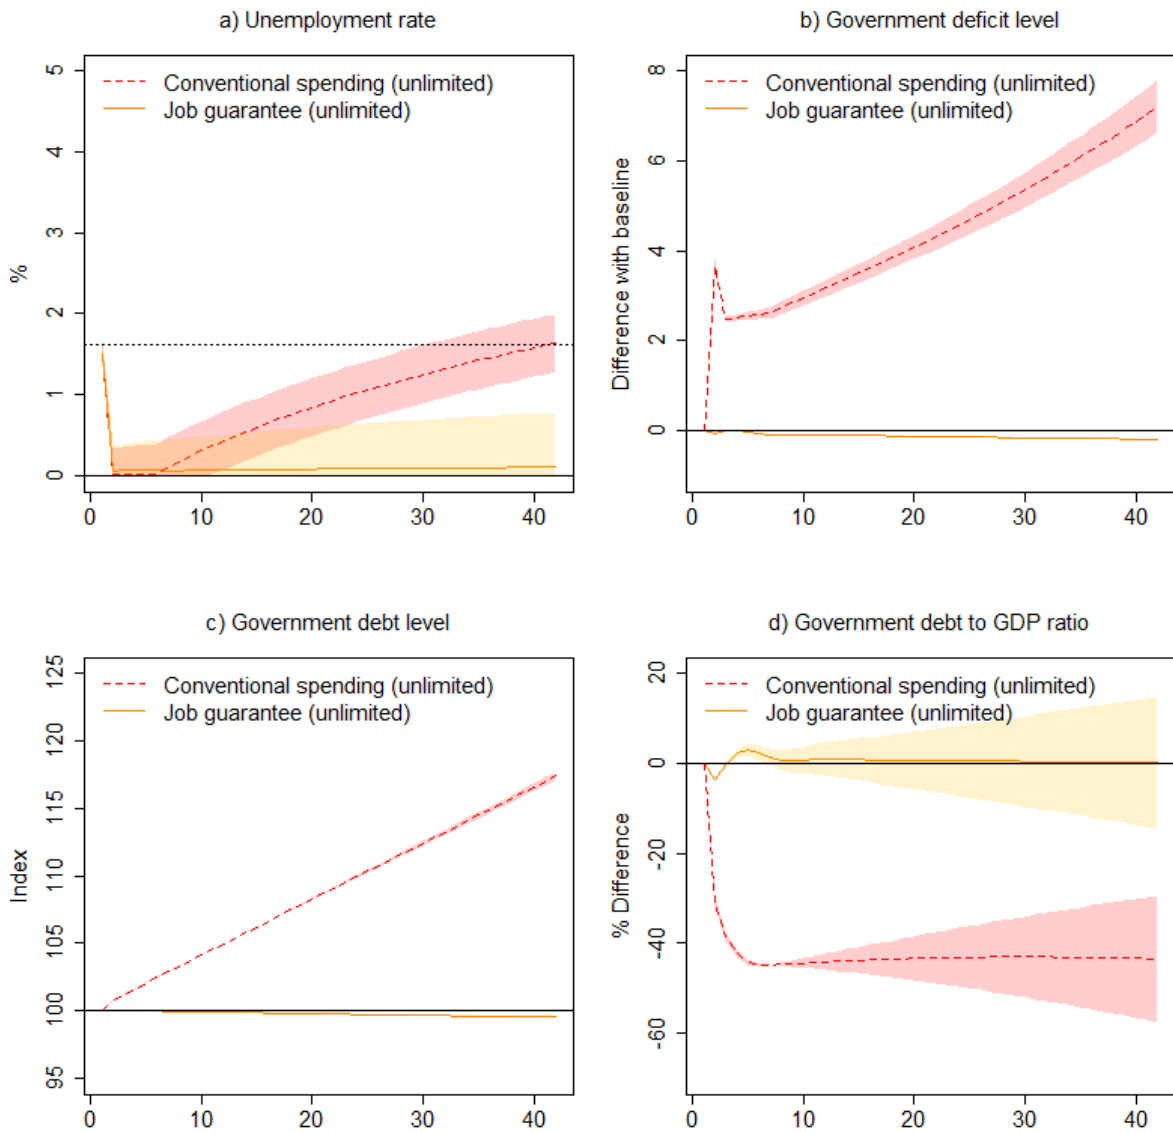 a) Unemployment rate
b) Government deficit level
5
4
3
2
1
0
%
Conventional spending (unlimited)
Job guarantee (unlimited)
0 10 20 30 40
8
6
4
2
0
Difference with baseline
Conventional spending (unlimited)
Job guarantee (unlimited)
0 10 20 30 40
c) Government debt level
d) Government debt to GDP ratio
125
120
115
110
105
100
95
Index
Conventional spending (unlimited)
Job guarantee (unlimited)
0 10 20 30 40
20
0
-20
-40
-60
% Difference
Conventional spending (unlimited)
Job guarantee (unlimited)
0 10 20 30 40